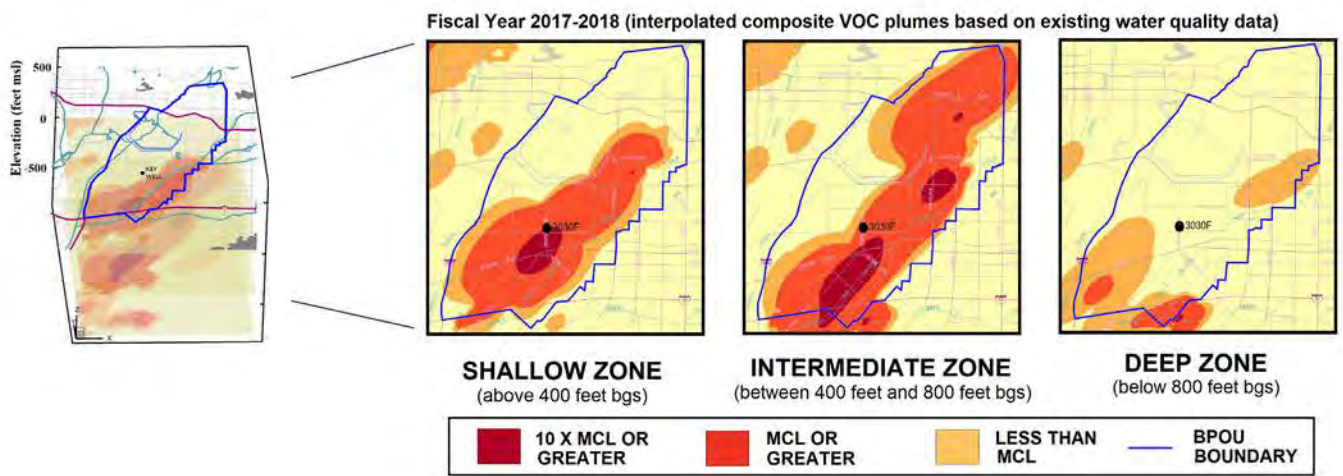 Fiscal Year 2017-2018 (interpolated composite VOC plumes based on existing water quality data)
Elevation (feet msl)
500
0
-500
KEY
WELL
Z
X
3030F
3030F
3030F
SHALLOW ZONE
(above 400 feet bgs)
INTERMEDIATE ZONE
(between 400 feet and 800 feet bgs)
DEEP ZONE
(below 800 feet bgs)
10 X MCL OR
GREATER
MCL OR
GREATER
LESS THAN
MCL
BPOU
BOUNDARY